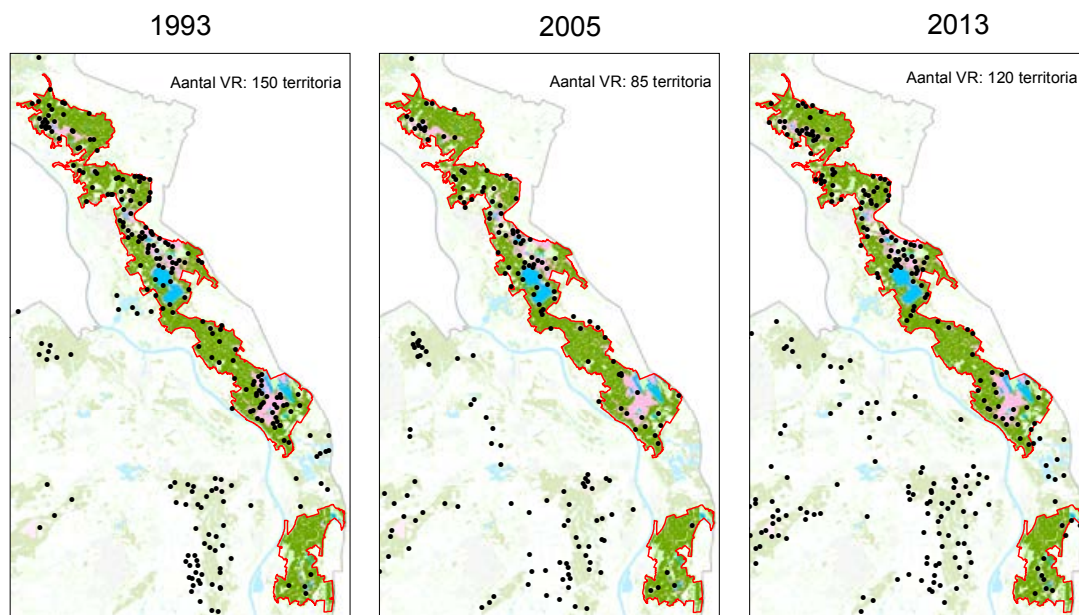 1993
2005
2013
Aantal VR: 150 territoria
Aantal VR: 85 territoria
Aantal VR: 120 territoria